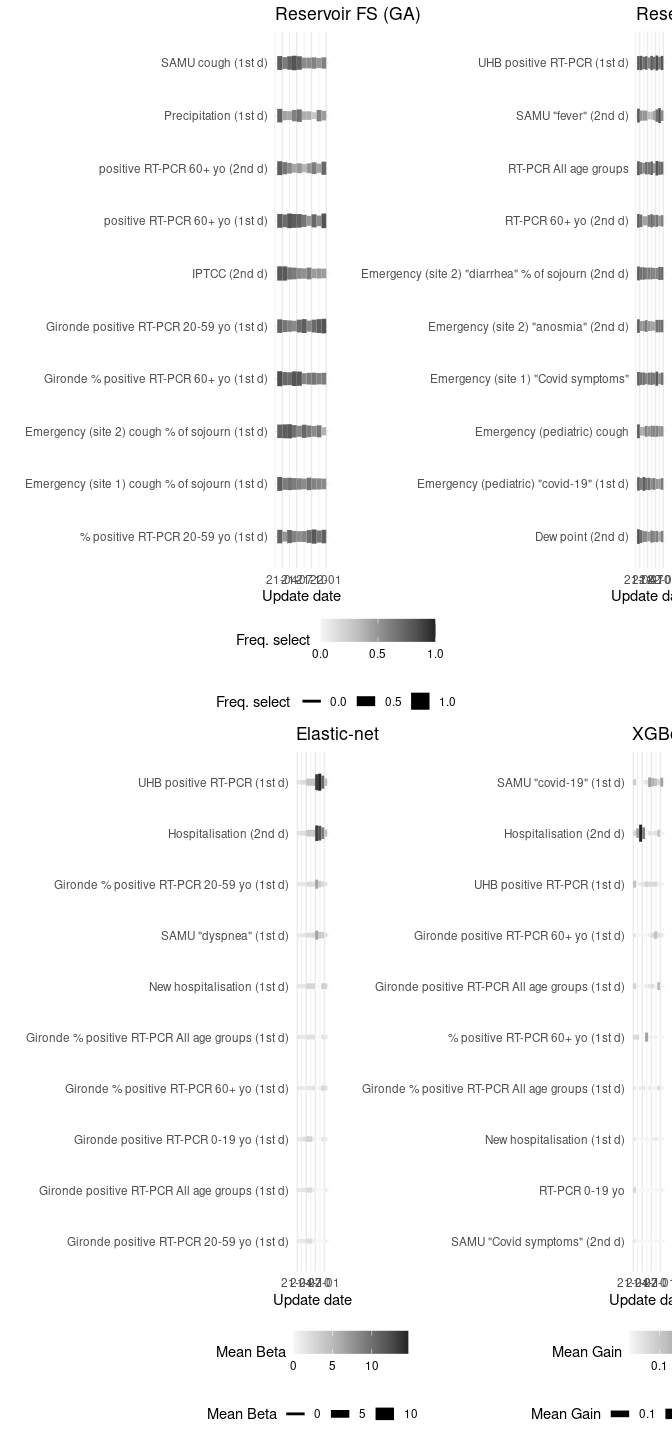 Reservoir FS (GA)
SAMU cough (1st d)
Precipitation (1st d)
positive RT-PCR 60+ yo (2nd d)
positive RT-PCR 60+ yo (1st d)
IPTCC (2nd d)
Gironde positive RT-PCR 20-59 yo (1st d)
Gironde % positive RT-PCR 60+ yo (1st d)
Emergency (site 2) cough % of sojourn (1st d)
Emergency (site 1) cough % of sojourn (1st d)
% positive RT-PCR 20-59 yo (1st d)
Update date
Rese
UHB positive RT-PCR (1st d)
SAMU "fever" (2nd d)
RT-PCR All age groups
RT-PCR 60+ yo (2nd d)
Emergency (site 2) "diarrhea" % of sojourn (2nd d)
Emergency (site 2) "anosmia" (2nd d)
Emergency (site 1) "Covid symptoms"
Emergency (pediatric) cough
Emergency (pediatric) "covid-19" (1st d)
Dew point (2nd d)
Update da
Freq. select
0.0 0.5 1.0
Freq. select 0.0 0.5 1.0
Elastic-net
UHB positive RT-PCR (1st d)
Hospitalisation (2nd d)
Gironde % positive RT-PCR 20-59 yo (1st d)
SAMU "dyspnea" (1st d)
New hospitalisation (1st d)
Gironde % positive RT-PCR All age groups (1st d)
Gironde % positive RT-PCR 60+ yo (1st d)
Gironde positive RT-PCR 0-19 yo (1st d)
Gironde positive RT-PCR All age groups (1st d)
Gironde positive RT-PCR 20-59 yo (1st d)
Update date
Mean Beta
0 5 10
Mean Beta 0 5 10
XGB
SAMU "covid-19" (1st d)
Hospitalisation (2nd d)
UHB positive RT-PCR (1st d)
Gironde positive RT-PCR 60+ yo (1st d)
Gironde positive RT-PCR All age groups (1st d)
% positive RT-PCR 60+ yo (1st d)
Gironde % positive RT-PCR All age groups (1st d)
New hospitalisation (1st d)
RT-PCR 0-19 yo
SAMU "Covid symptoms" (2nd d)
Update da
Mean Gain
0.1
Mean Gain 0.1